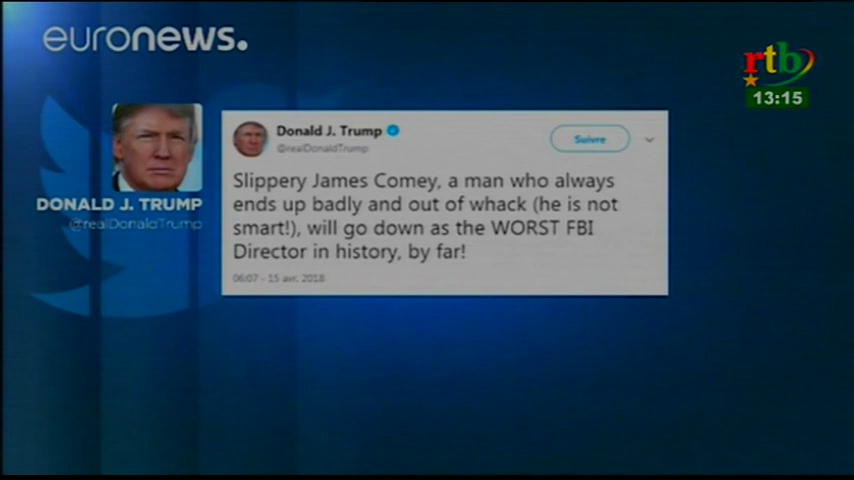 euronews.
rtb
13:15
DONALD J. TRUMP
@realDonaldTrump
Donald J. Trump
@realDonaldTrump
Suivre
Slippery James Comey, a man who always
ends up badly and out of whack (he is not
smart!), will go down as the WORST FBI
Director in history, by far!
06:07 - 15 avr. 2018